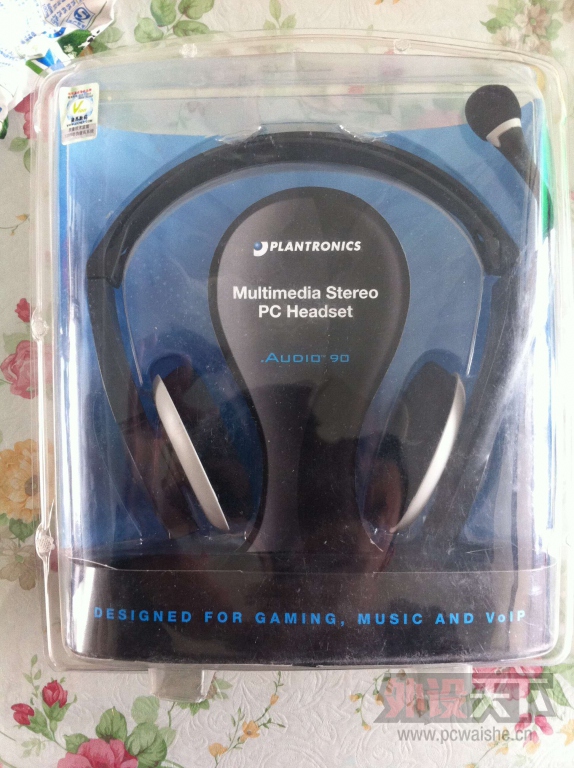 PLANTRONICS
Multimedia Stereo
PC Headset
.AUDIO™ 90
DESIGNED FOR GAMING, MUSIC AND VoIP
外设天下
www.pcwaishe.cn